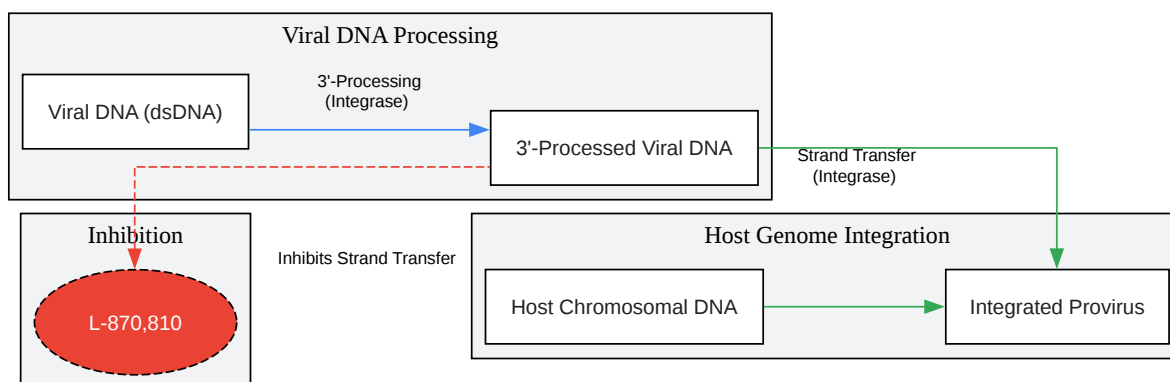 Viral DNA Processing
Viral DNA (dsDNA)
3'-Processing
(Integrase)
3'-Processed Viral DNA
Strand Transfer
(Integrase)
Inhibition
L-870,810
Inhibits Strand Transfer
Host Genome Integration
Host Chromosomal DNA
Integrated Provirus